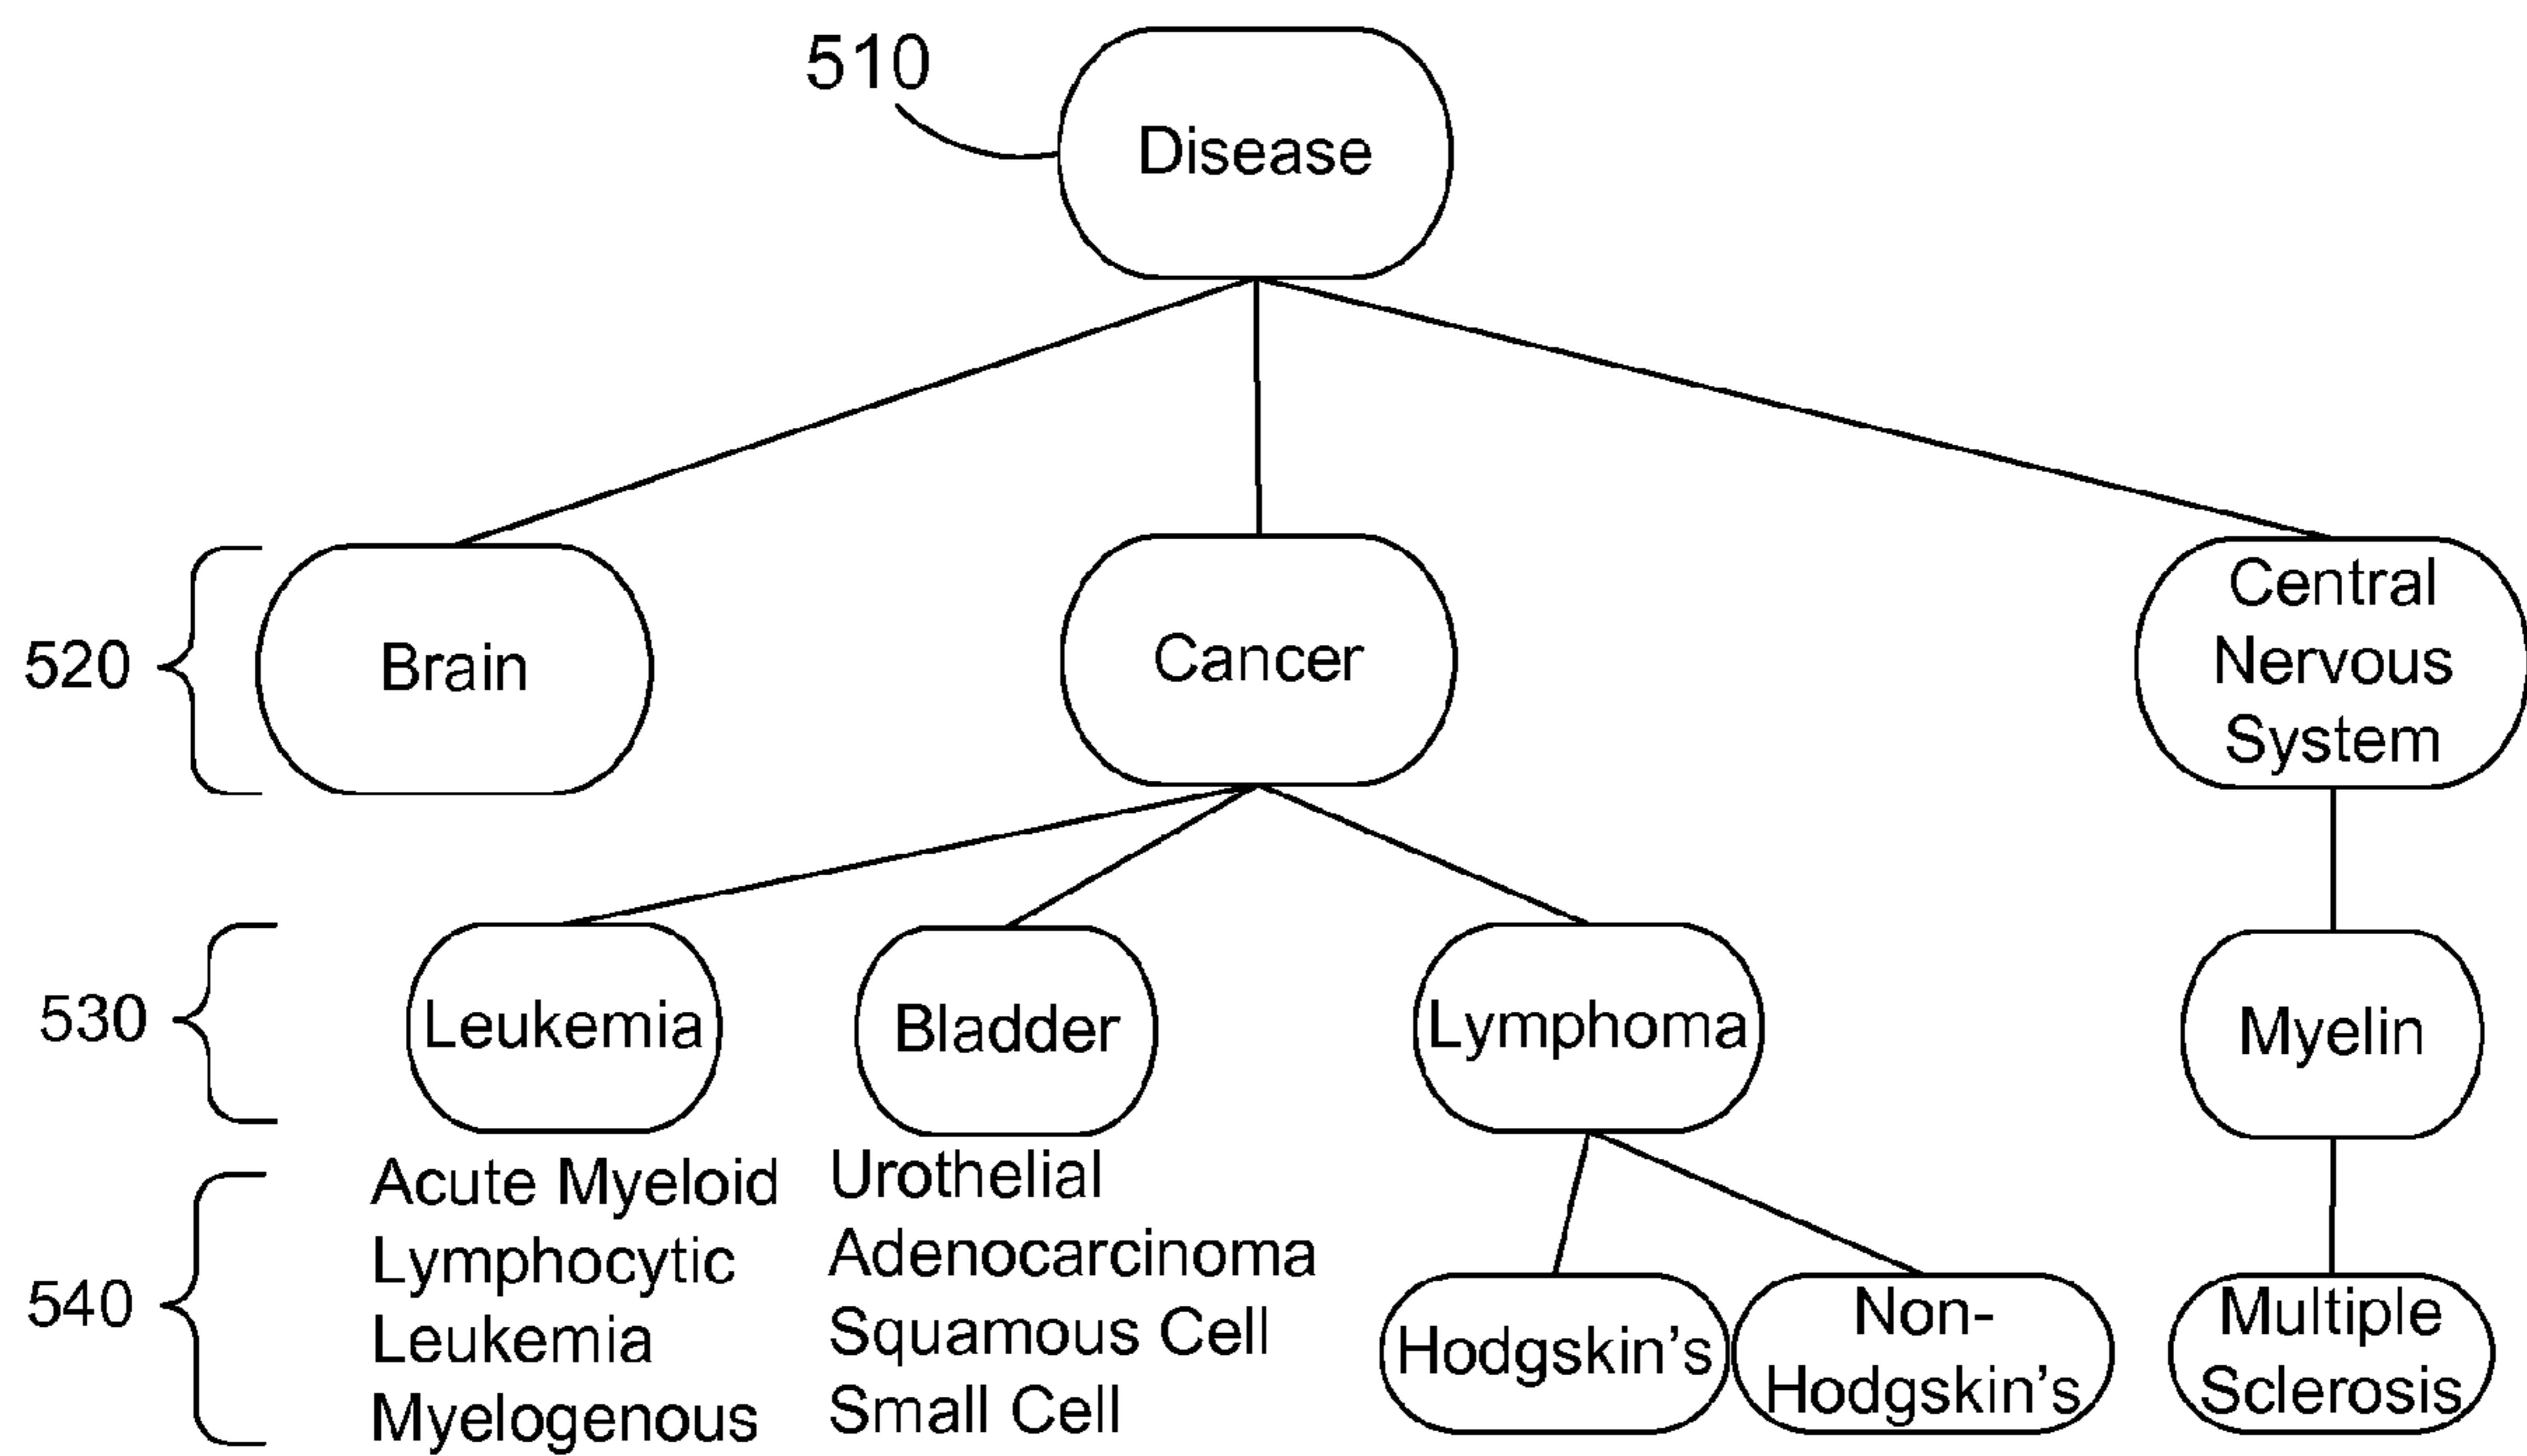 510
Disease
520
Brain
Cancer
Central
Nervous
System
530
Leukemia
Bladder
Lymphoma
Myelin
540
Acute Myeloid
Lymphocytic
Leukemia
Myelogenous
Urothelial
Adenocarcinoma
Squamous Cell
Small Cell
Hodgskin's
Non-
Hodgskin's
Multiple
Sclerosis